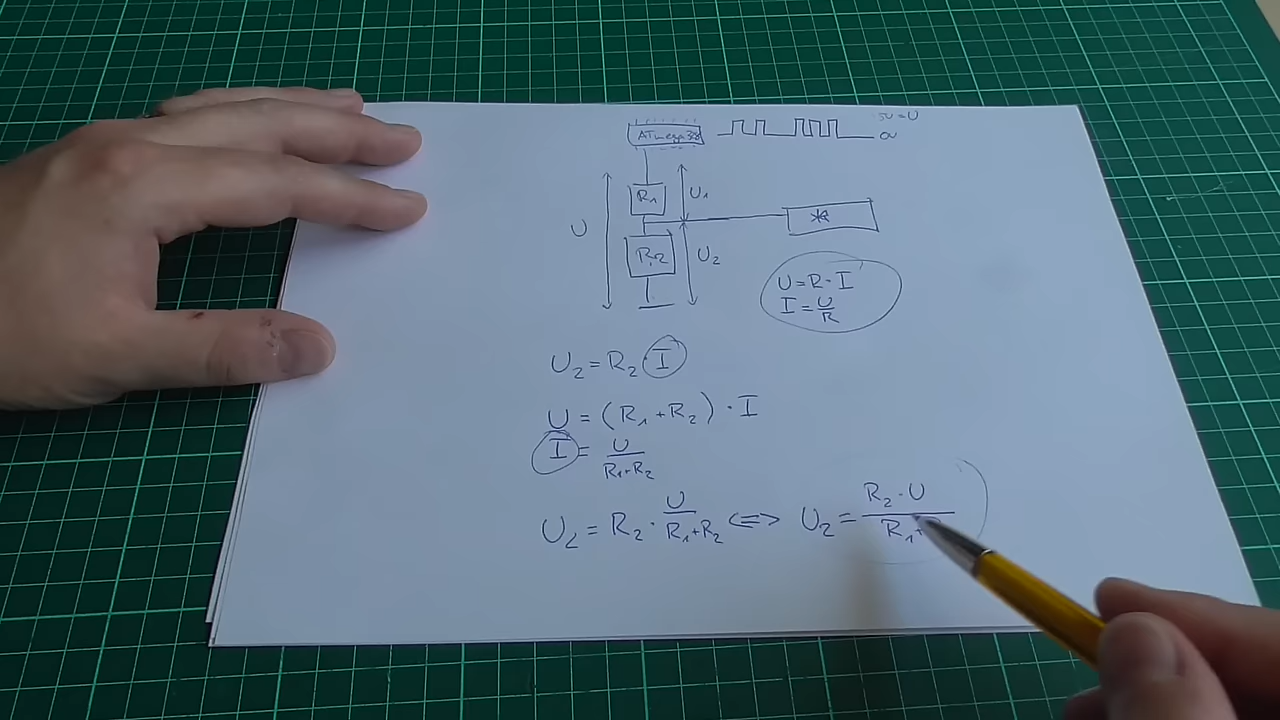 ATmega328
5V = U
0V
R1
U1
U
R2
U2
U = R · I
I = U/R
U2 = R2 · I
U = (R1 + R2) · I
I = U/R1+R2
U2 = R2 · U/R1+R2 <=> U2 = R2 · U/R1+